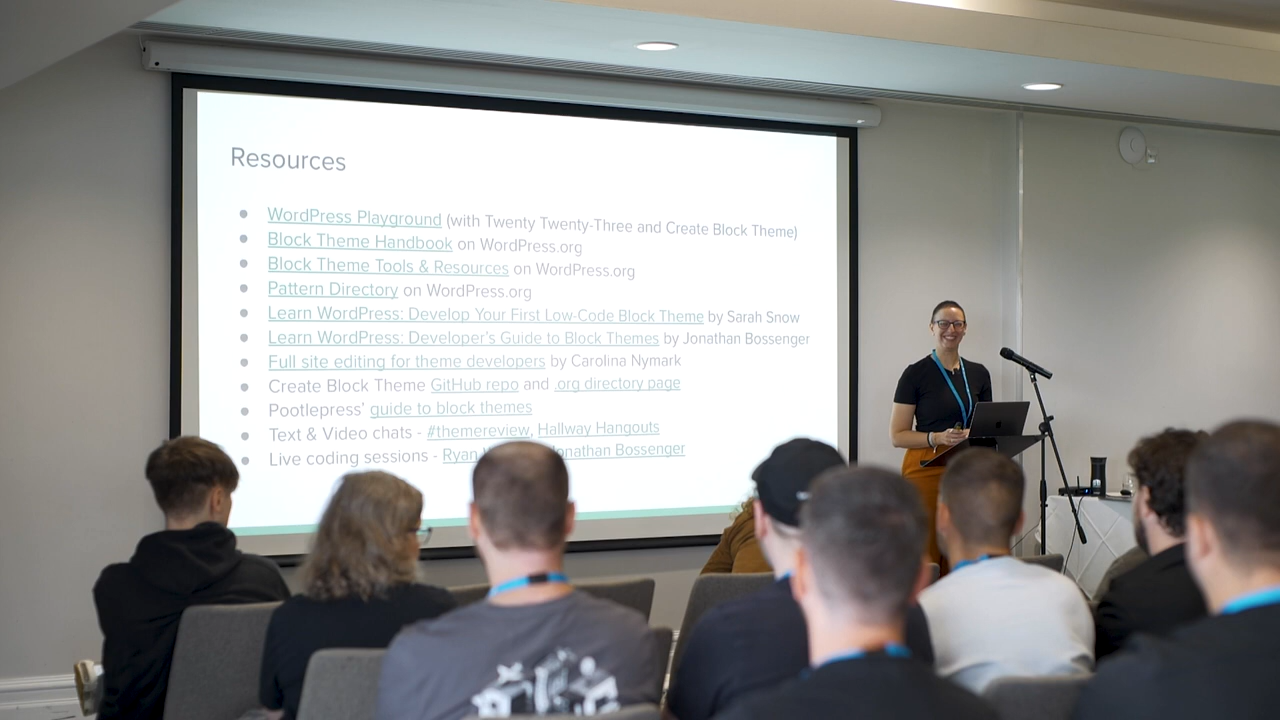 Resources
WordPress Playground (with Twenty Twenty-Three and Create Block Theme)
Block Theme Handbook on WordPress.org
Block Theme Tools & Resources on WordPress.org
Pattern Directory on WordPress.org
Learn WordPress: Develop Your First Low-Code Block Theme by Sarah Snow
Learn WordPress: Developer's Guide to Block Themes by Jonathan Bossenger
Full site editing for theme developers by Carolina Nymark
Create Block Theme GitHub repo and .org directory page
Pootlepress' guide to block themes
Text & Video chats - #themereview, Hallway Hangouts
Live coding sessions - Ryan Jonathan Bossenger